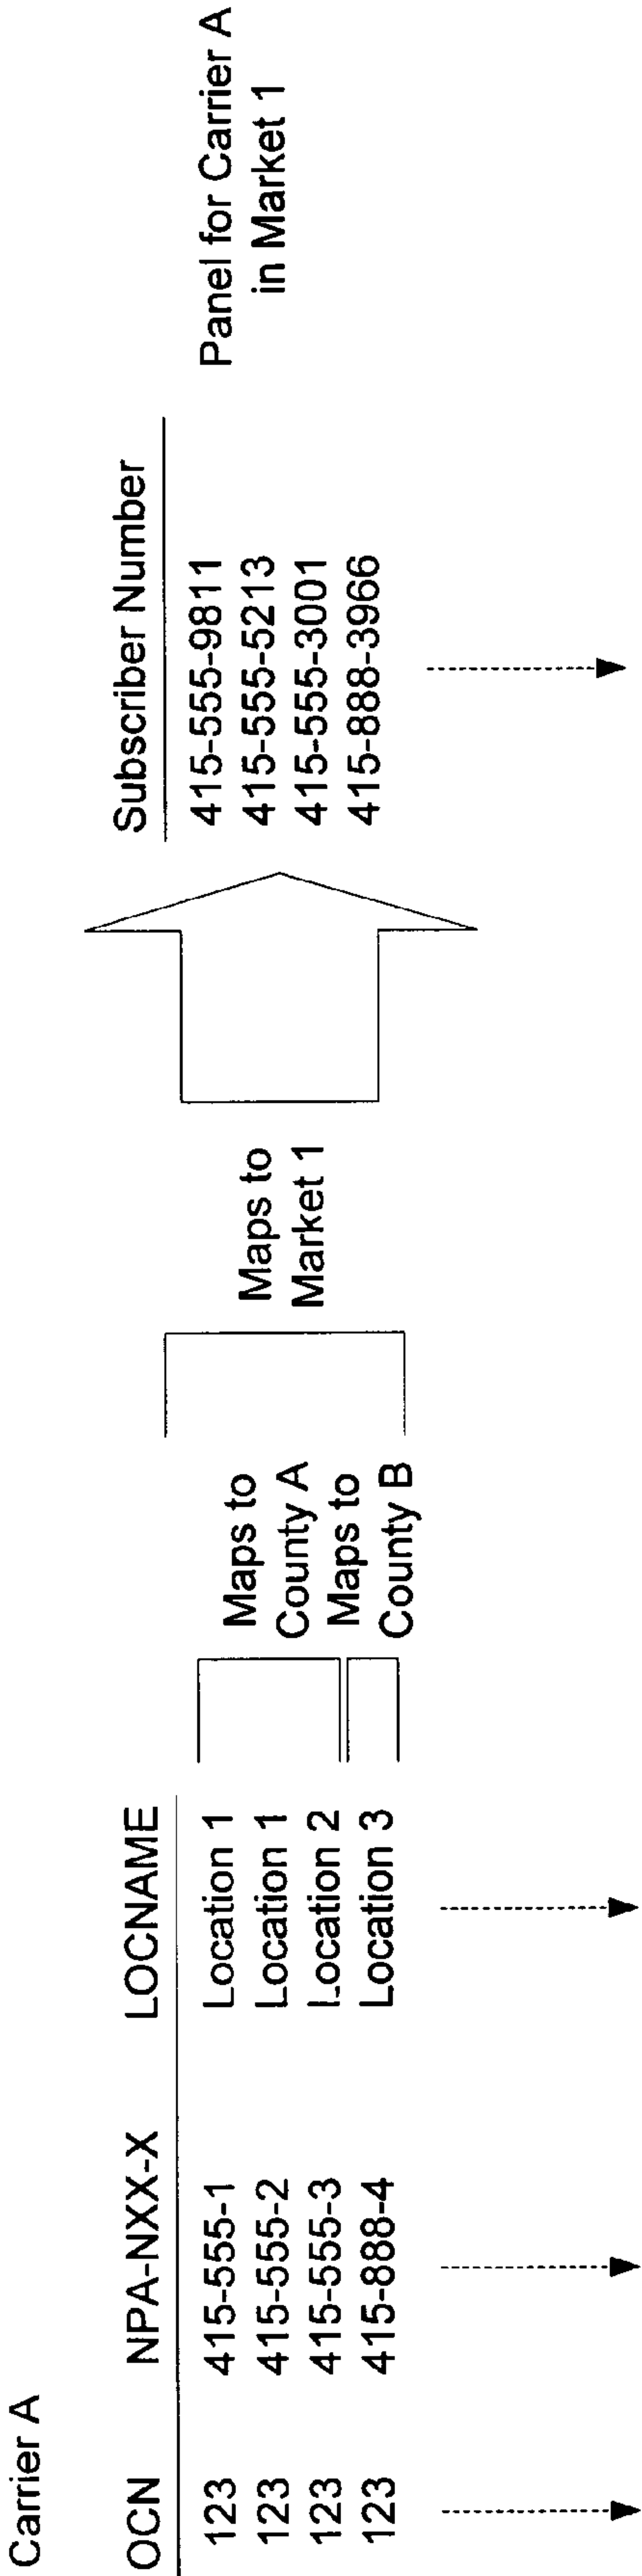 Carrier A
OCN NPA-NXX-X LOCNAME
123 415-555-1 Location 1
123 415-555-2 Location 1
123 415-555-3 Location 2
123 415-888-4 Location 3
Maps to
County A
Maps to
County B
Maps to
Market 1
Subscriber Number
415-555-9811
415-555-5213
415-555-3001
415-888-3966
Panel for Carrier A
in Market 1